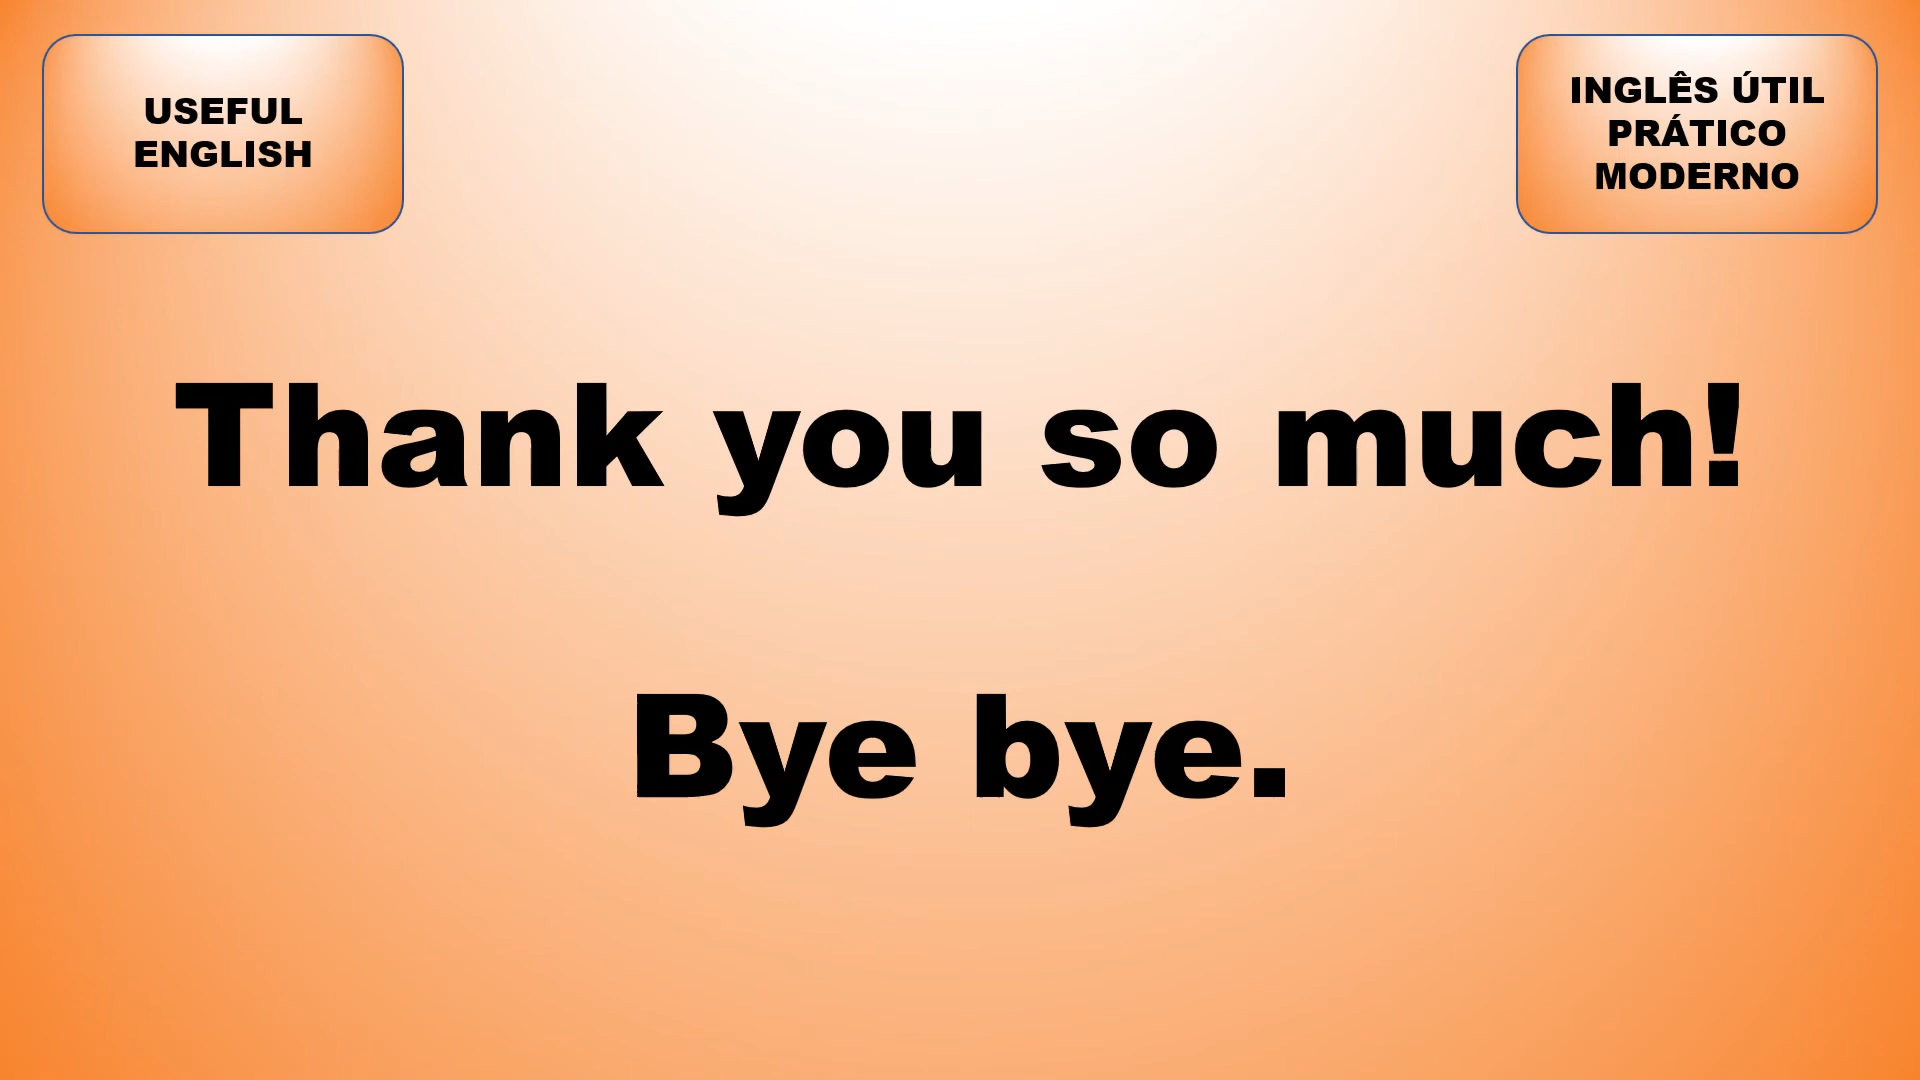 USEFUL
ENGLISH
INGLÊS ÚTIL
PRÁTICO
MODERNO
Thank you so much!
Bye bye.